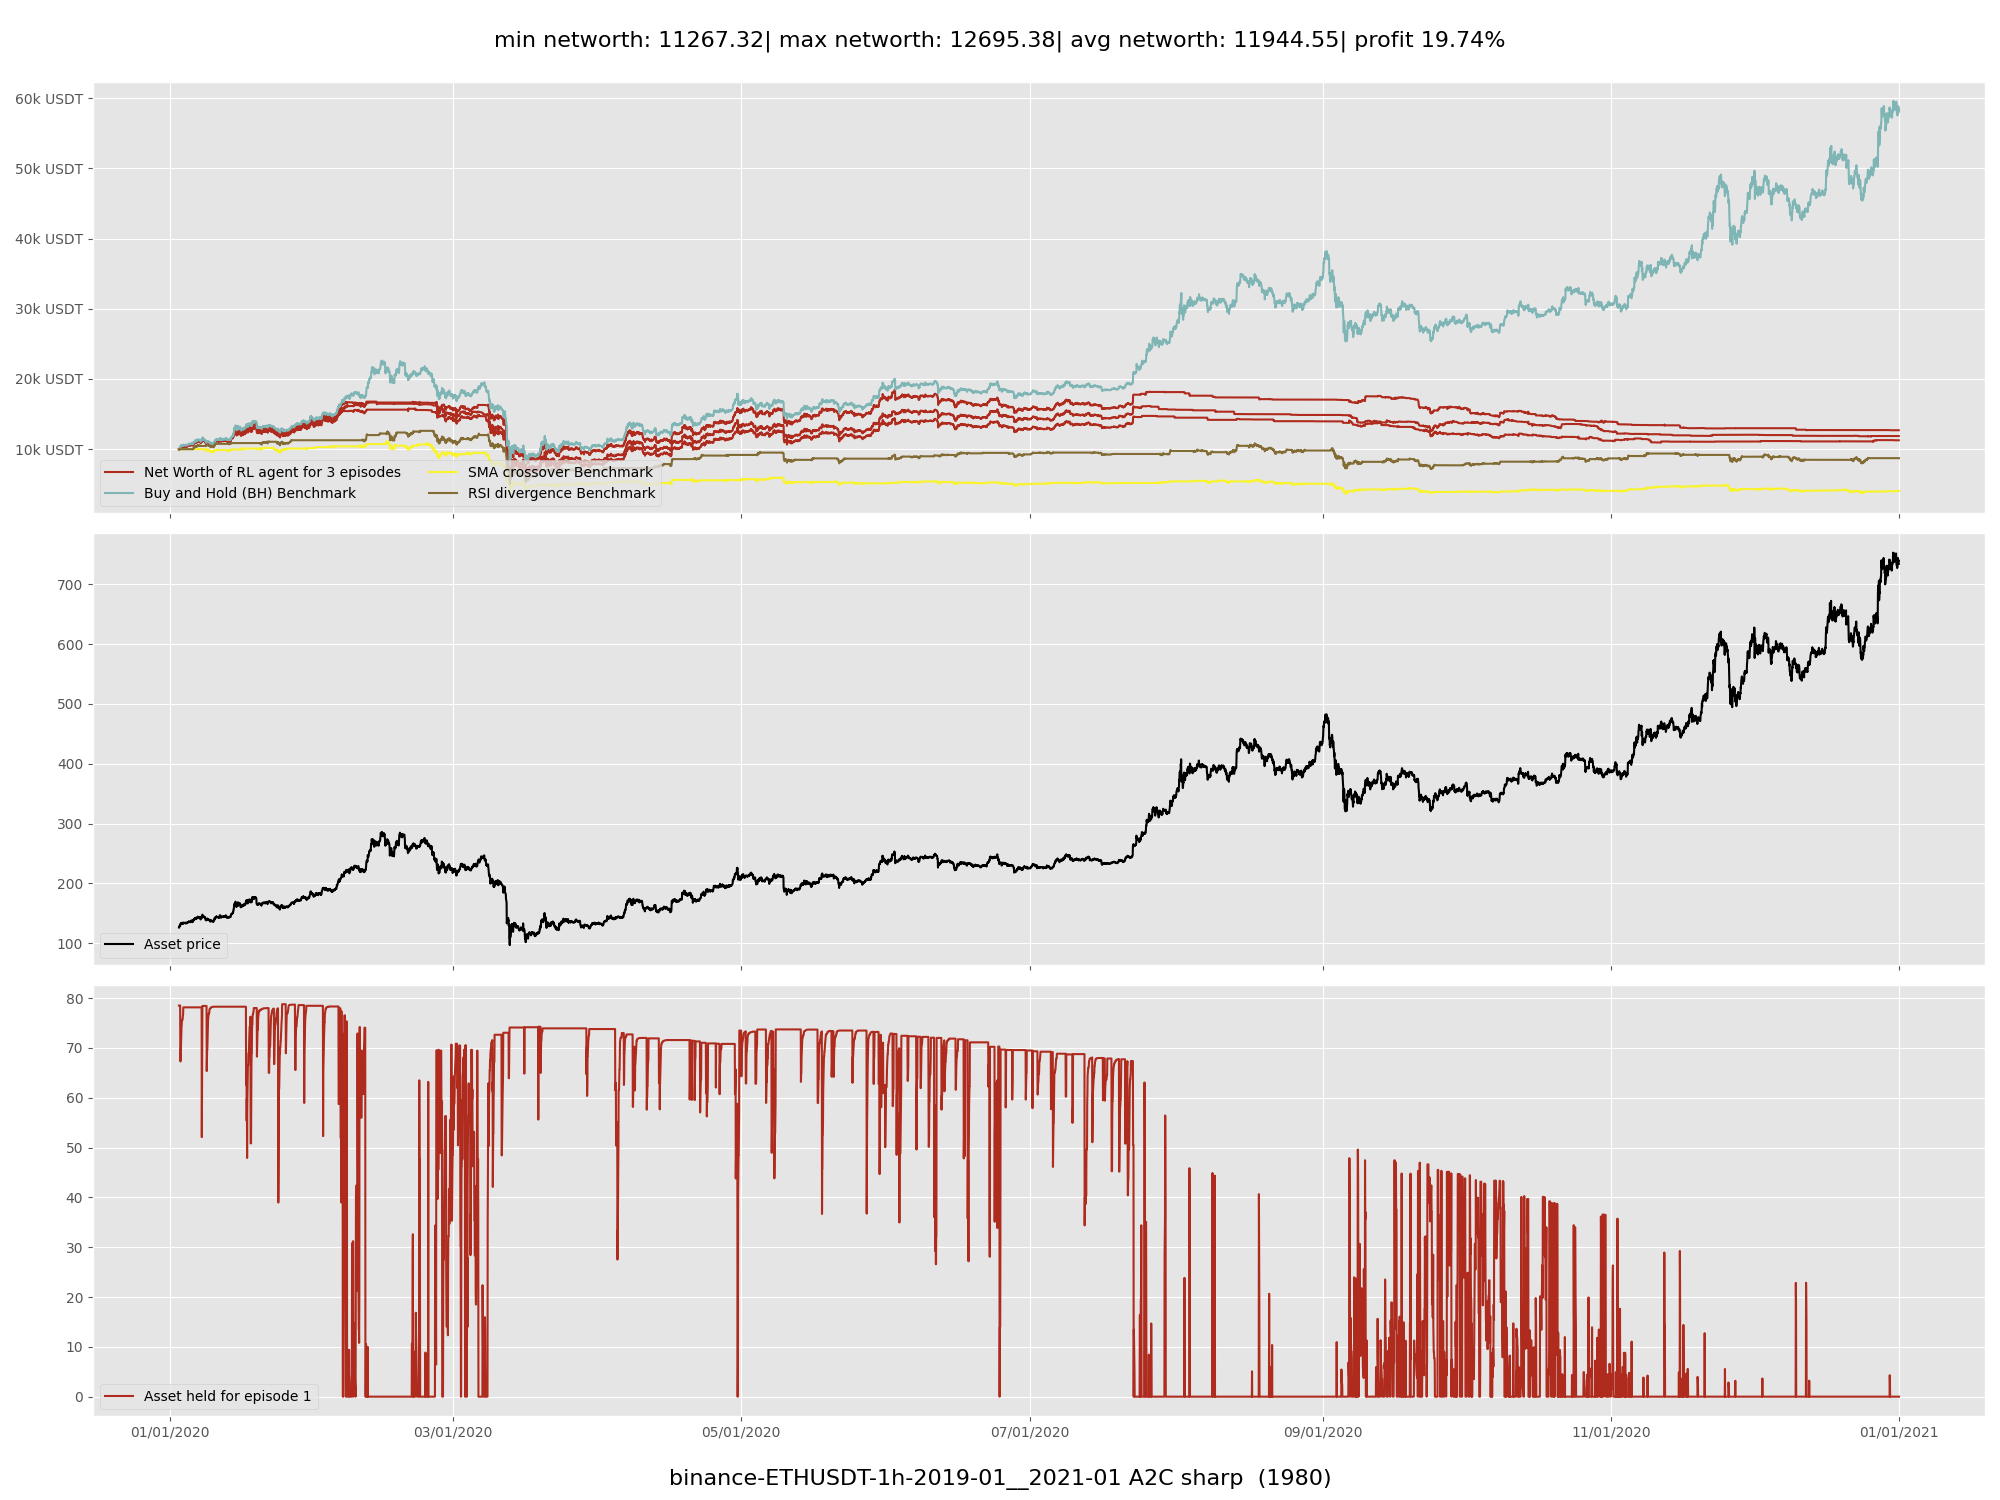 min networth: 11267.32| max networth: 12695.38| avg networth: 11944.55| profit 19.74%
60k USDT
50k USDT
40k USDT
30k USDT
20k USDT
10k USDT
Net Worth of RL agent for 3 episodes
Buy and Hold (BH) Benchmark
SMA crossover Benchmark
RSI divergence Benchmark
700
600
500
400
300
200
100
Asset price
80
70
60
50
40
30
20
10
0
Asset held for episode 1
01/01/2020 03/01/2020 05/01/2020 07/01/2020 09/01/2020 11/01/2020 01/01/2021
binance-ETHUSDT-1h-2019-01__2021-01 A2C sharp (1980)